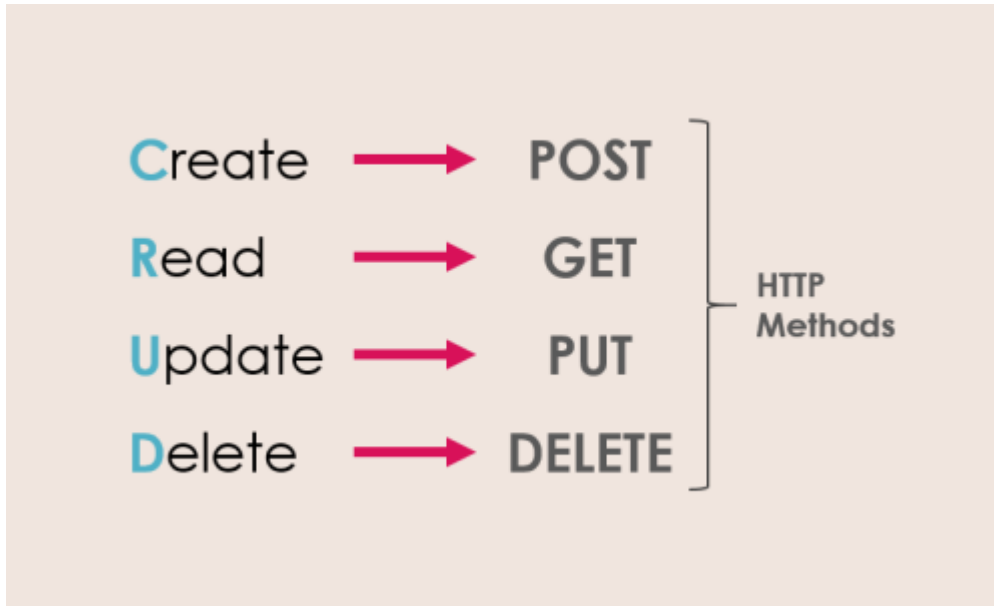 Create POST
Read GET
Update PUT
Delete DELETE
HTTP
Methods